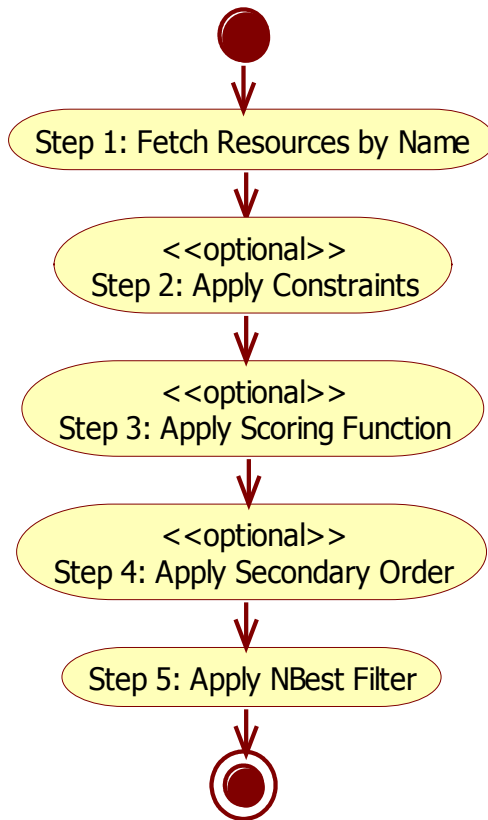 Step 1: Fetch Resources by Name
<<optional>>
Step 2: Apply Constraints
<<optional>>
Step 3: Apply Scoring Function
<<optional>>
Step 4: Apply Secondary Order
Step 5: Apply NBest Filter